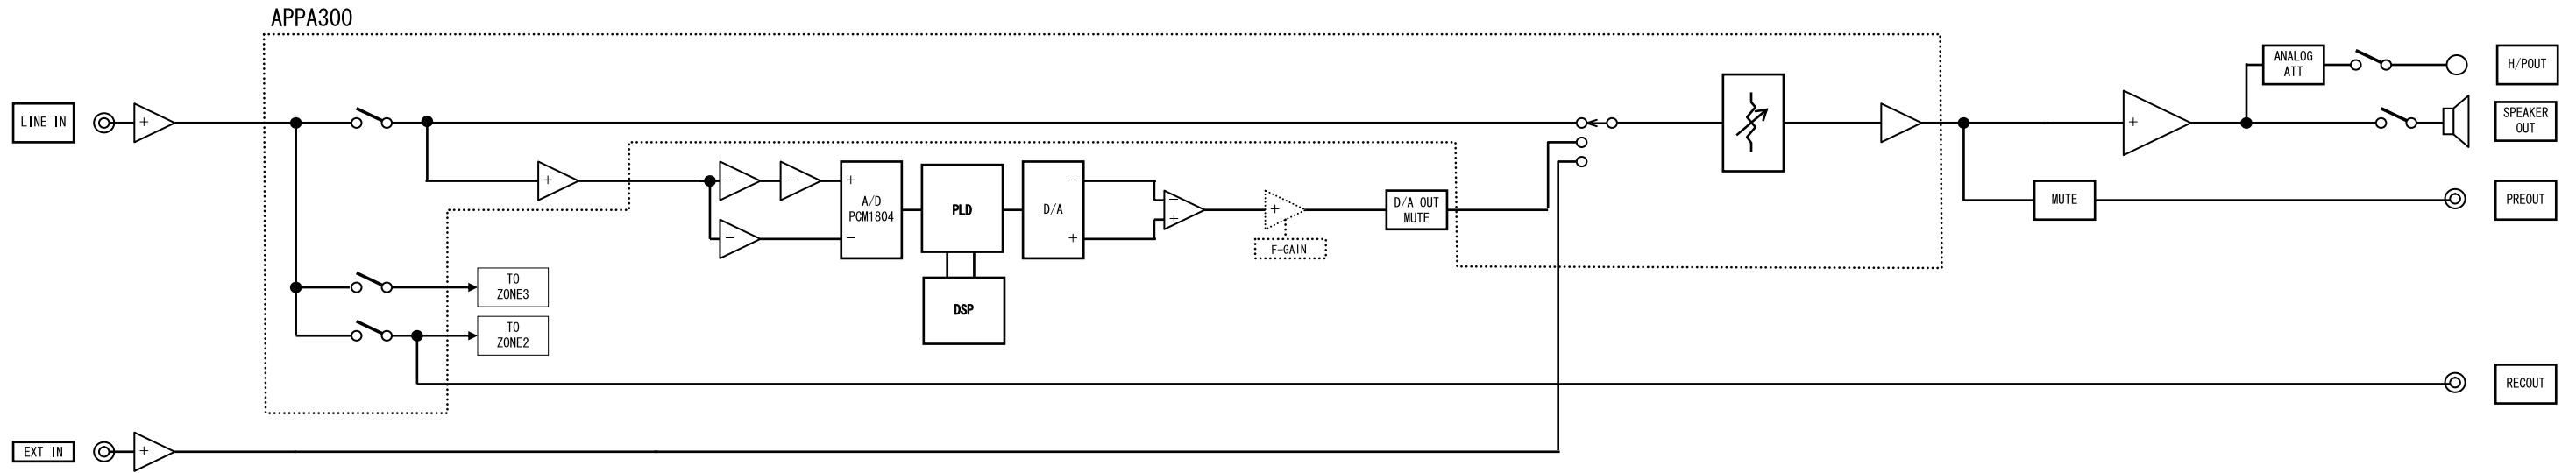 APPA300
LINE IN
+
ANALOG
ATT
H/POUT
+
SPEAKER
OUT
+
−
−
+
A/D
PCM1804
−
−
PLD
−
D/A
+
−
+
+
F-GAIN
D/A OUT
MUTE
MUTE
PREOUT
DSP
TO
ZONE3
TO
ZONE2
RECOUT
EXT IN
+